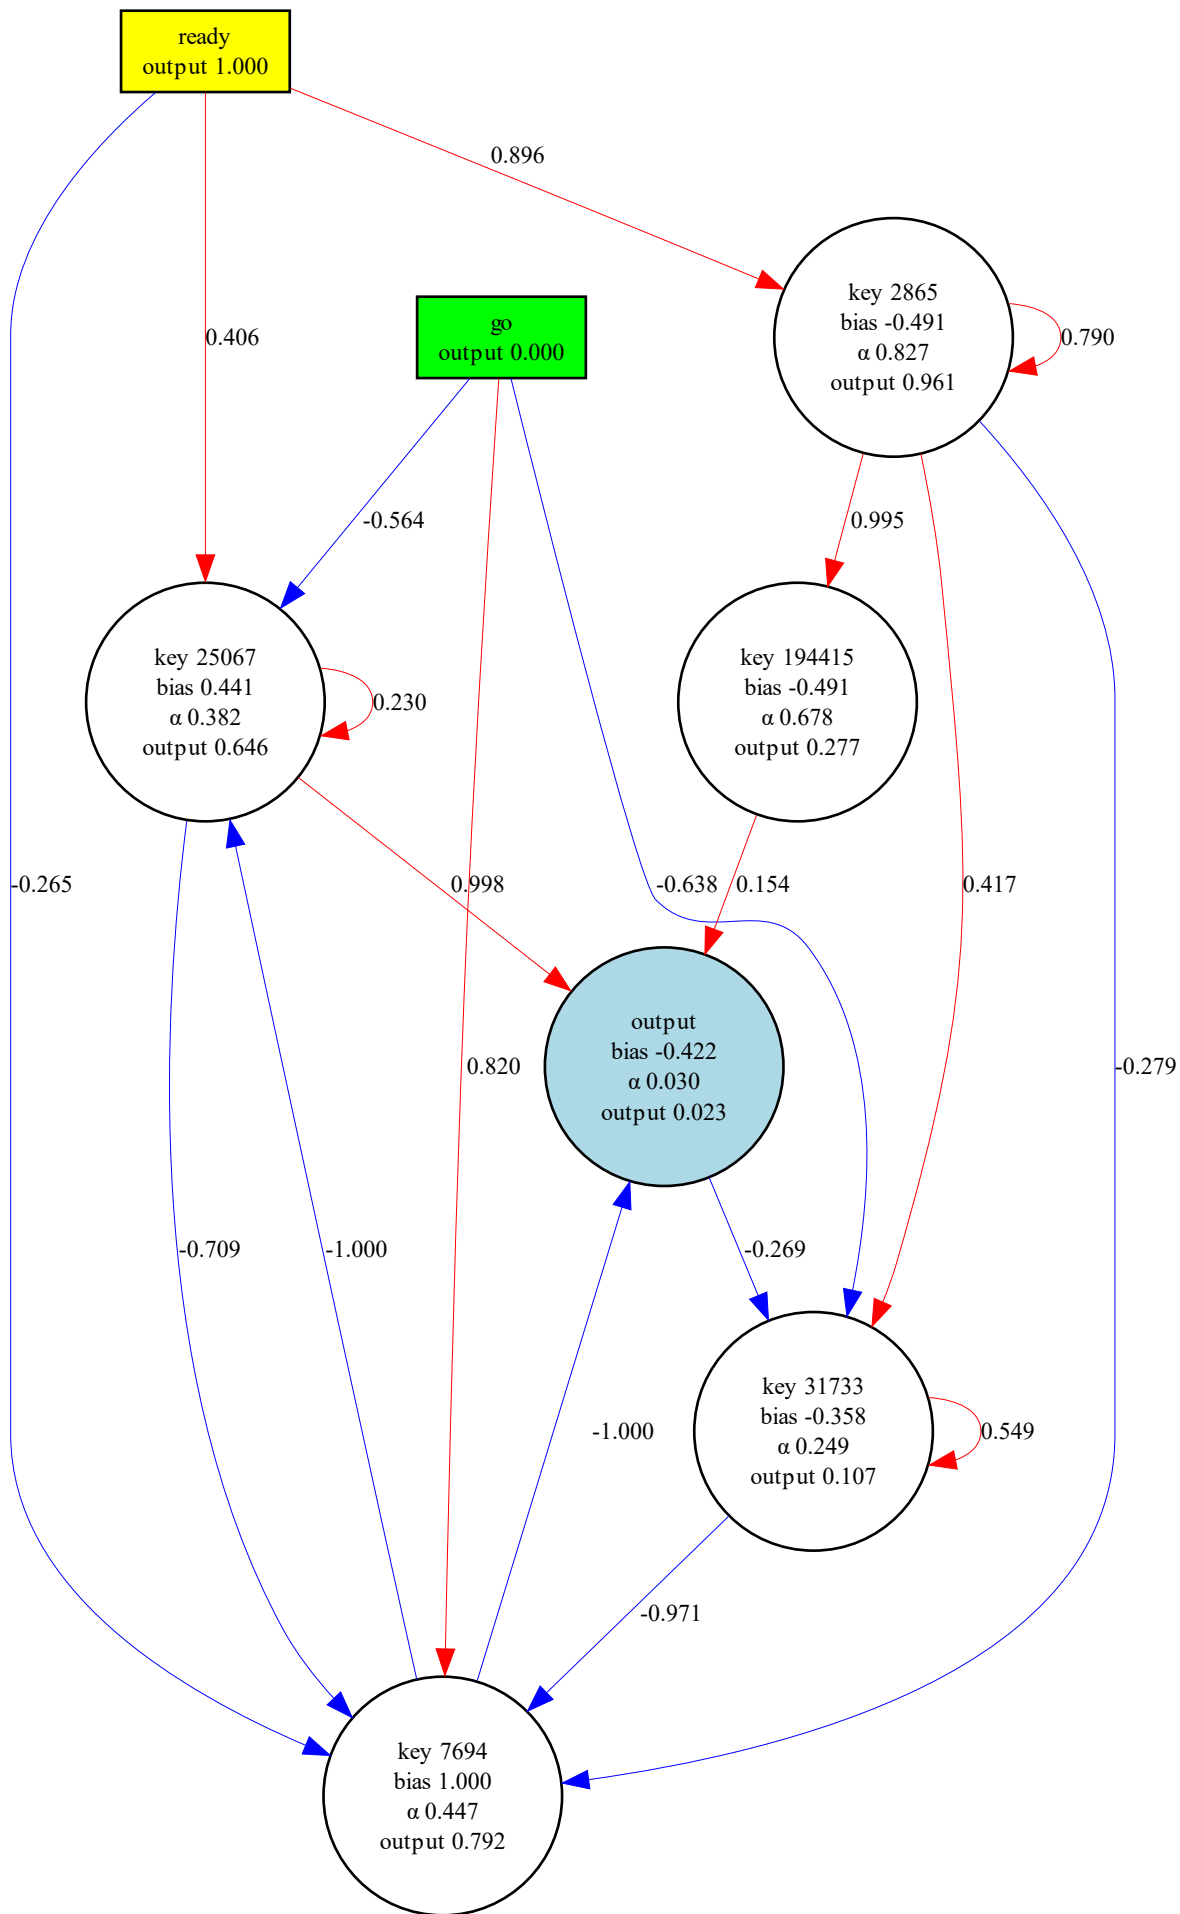 ready
output 1.000
0.896
key 2865
bias -0.491
α 0.827
output 0.961
0.790
go
output 0.000
0.406
-0.564
0.995
key 25067
bias 0.441
α 0.382
output 0.646
0.230
key 194415
bias -0.491
α 0.678
output 0.277
-0.265
0.998
-0.638
0.154
0.417
output
bias -0.422
α 0.030
output 0.023
0.820
-0.279
-0.709
-1.000
-0.269
key 31733
bias -0.358
α 0.249
output 0.107
-1.000
0.549
-0.971
key 7694
bias 1.000
α 0.447
output 0.792